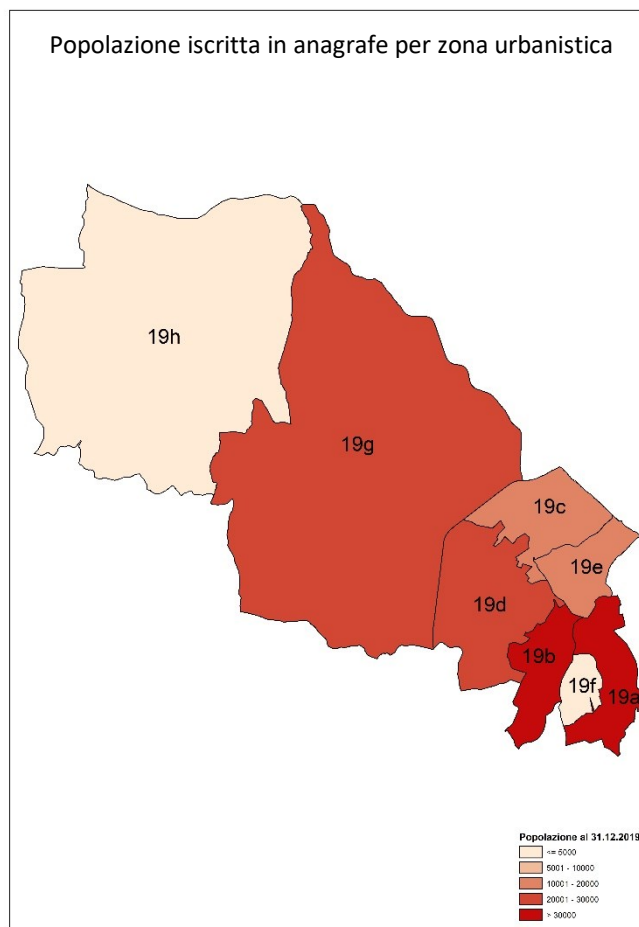 Popolazione iscritta in anagrafe per zona urbanistica
19h
19g
19c
19e
19d
19b
19f
19a
Popolazione al 31.12.2019
<= 5000
5001 - 10000
10001 - 20000
20001 - 30000
> 30000